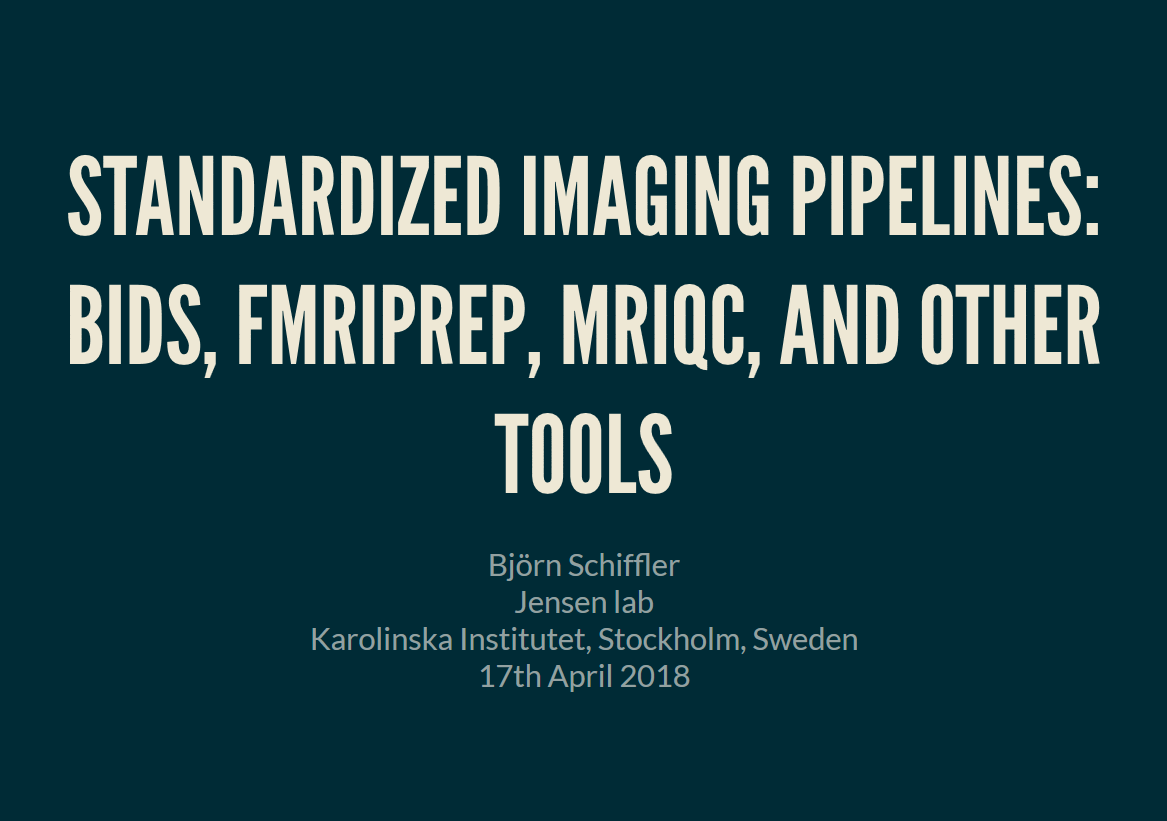 STANDARDIZED IMAGING PIPELINES:
BIDS, FMRIPREP, MRIQC, AND OTHER
TOOLS
Björn Schiffler
Jensen lab
Karolinska Institutet, Stockholm, Sweden
17th April 2018